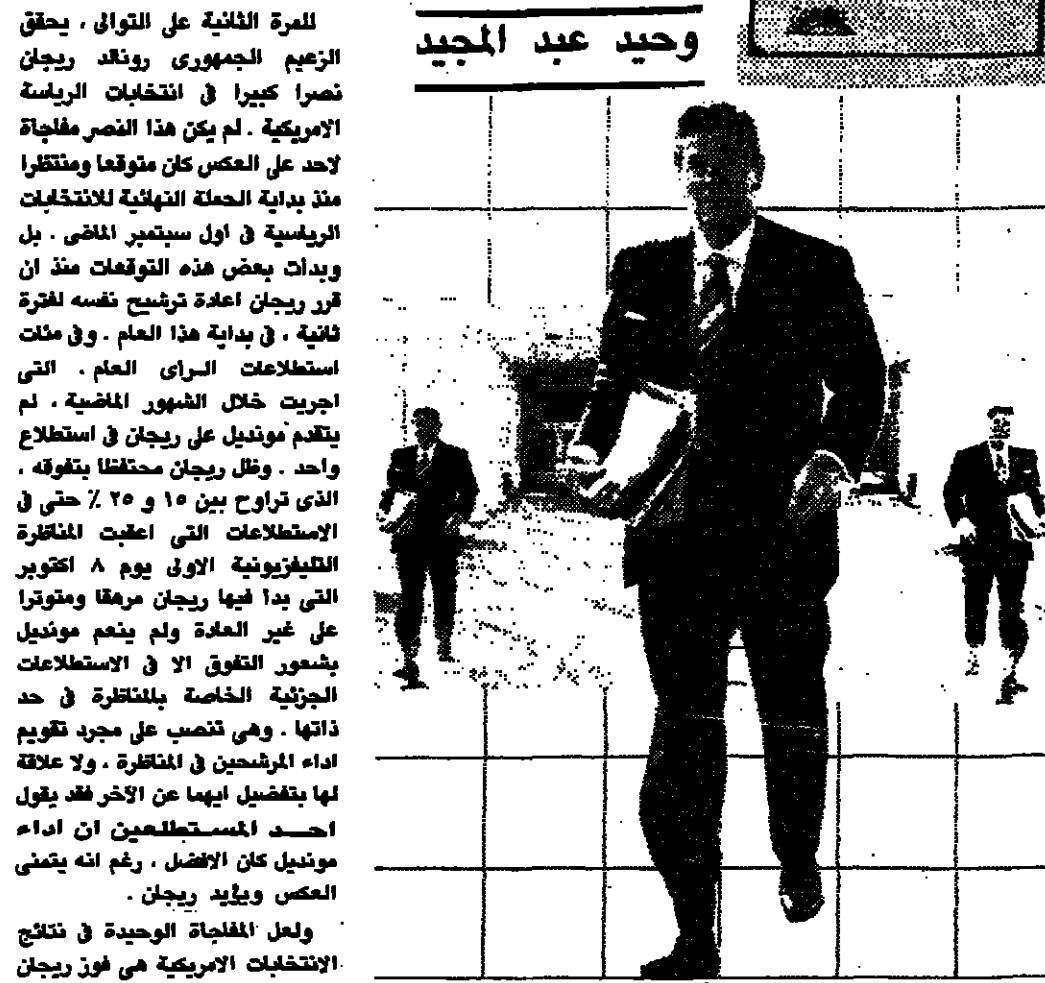 وحيد عبد المجيد
للمرة الثانية على التوالى ، يحقق
الزعيم الجمهورى رونالد ريجان
نصرا كبيرا فى انتخابات الرياسة
الامريكية . لم يكن هذا النصر مفاجاة
لاحد على العكس كان متوقعا ومنتظرا
منذ بداية الحملة النهائية للانتخابات
الرياسية فى اول سبتمبر الماضى . بل
وبدأت بعض هذه التوقعات منذ ان
قرر ريجان اعادة ترشيح نفسه لفترة
ثانية ، فى بداية هذا العام . وفى مئات
استطلاعات الراى العام . التى
اجريت خلال الشهور الماضية ، لم
يتقدم مونديل على ريجان فى استطلاع
واحد . وظل ريجان محتفظا بتفوقه ،
الذى تراوح بين ١٥ و ٢٥ ٪ حتى فى
الاستطلاعات التى اعقبت المناظرة
التليفزيونية الاولى يوم ٨ اكتوبر
التى بدا فيها ريجان مرهقا ومتوترا
على غير العادة ولم ينعم مونديل
بشعور التفوق الا فى الاستطلاعات
الجزئية الخاصة بالمناظرة فى حد
ذاتها . وهى تنصب على مجرد تقويم
اداء المرشحين فى المناظرة . ولا علاقة
لها بتفضيل ايهما عن الآخر فقد يقول
احد المستطلعين ان اداء
مونديل كان الافضل ، رغم انه يتمنى
العكس ويؤيد ريجان .
ولعل المفاجاة الوحيدة فى نتائج
الانتخابات الامريكية هى فوز ريجان